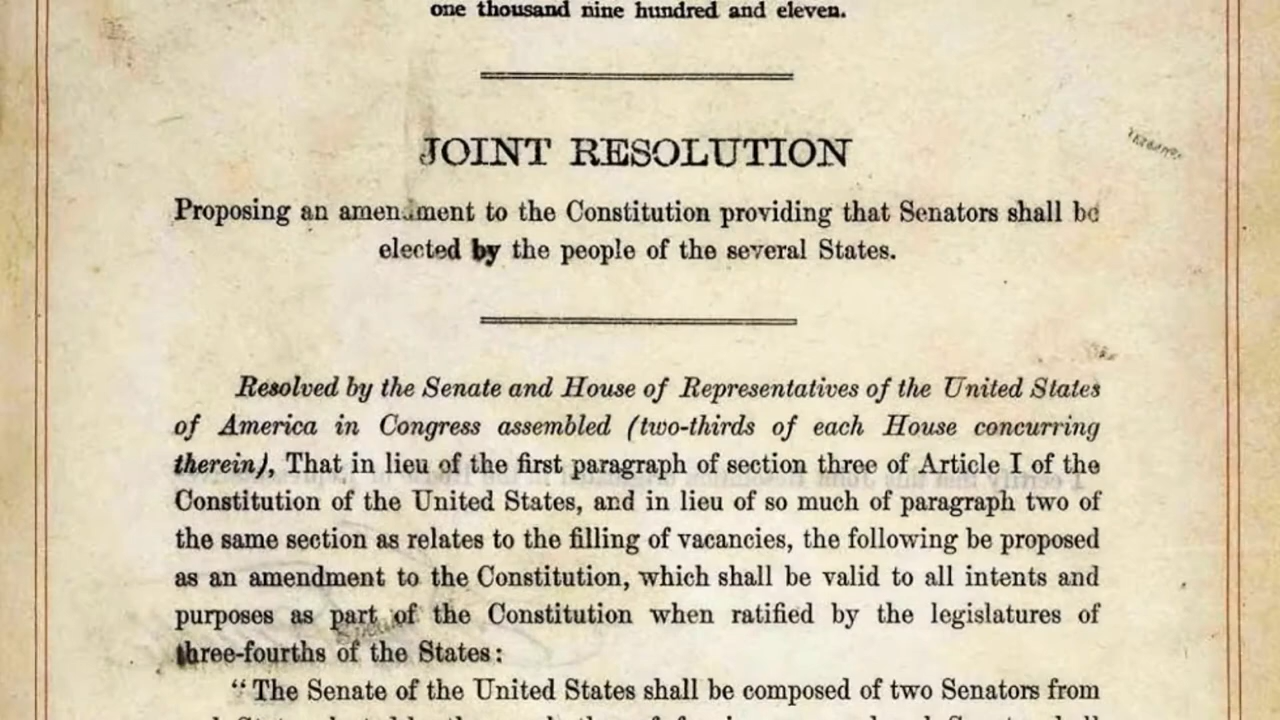 one thousand nine hundred and eleven.
JOINT RESOLUTION
Proposing an amendment to the Constitution providing that Senators shall be
elected by the people of the several States.
Resolved by the Senate and House of Representatives of the United States
of America in Congress assembled (two-thirds of each House concurring
therein), That in lieu of the first paragraph of section three of Article I of the
Constitution of the United States, and in lieu of so much of paragraph two of
the same section as relates to the filling of vacancies, the following be proposed
as an amendment to the Constitution, which shall be valid to all intents and
purposes as part of the Constitution when ratified by the legislatures of
three-fourths of the States:
“The Senate of the United States shall be composed of two Senators from